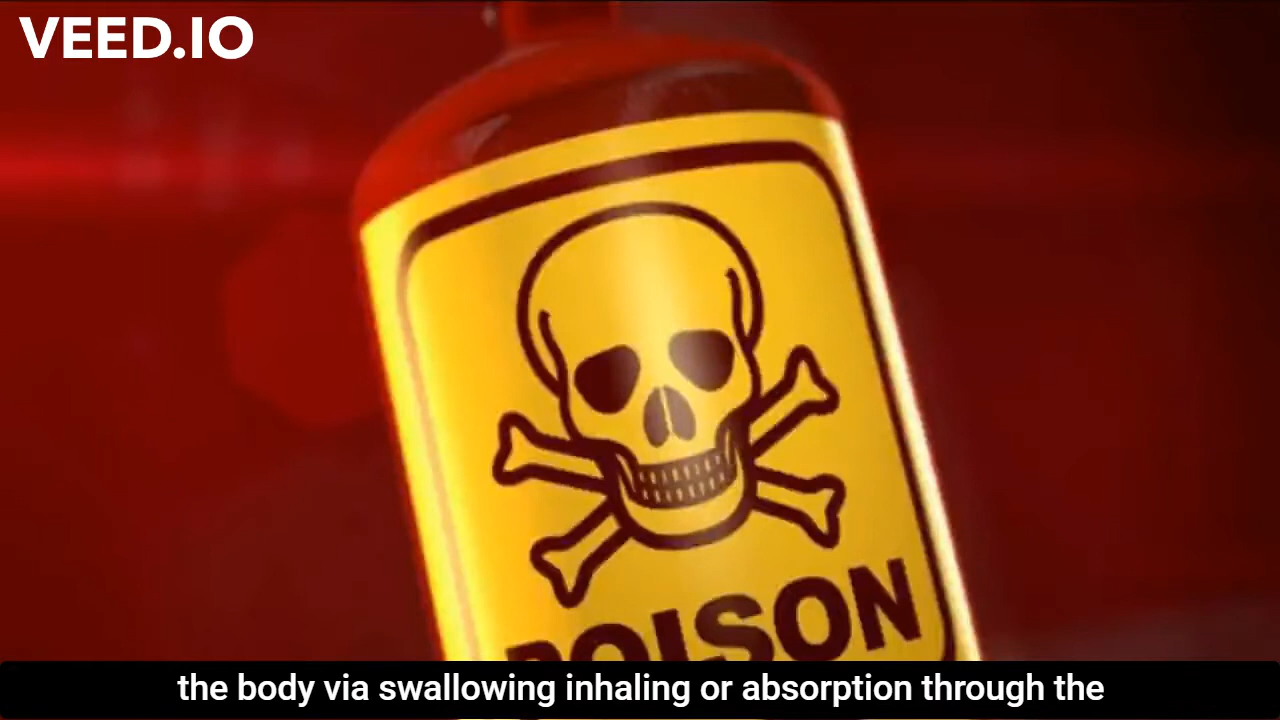 VEED.IO
POISON
the body via swallowing inhaling or absorption through the